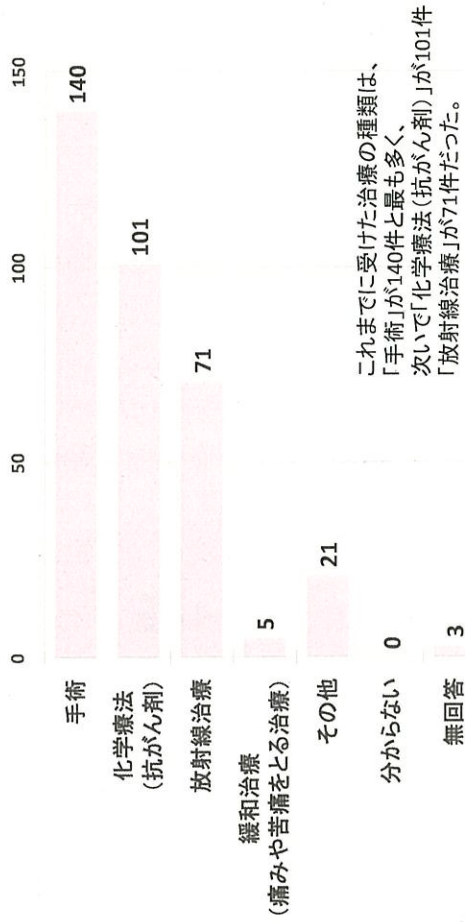 0
50
100
150
手術
140
化学療法
(抗がん剤)
101
放射線治療
71
緩和治療
(痛みや苦痛をとる治療)
5
その他
21
分からない
0
無回答
3
これまでに受けた治療の種類は、
「手術」が140件と最も多く、
次いで「化学療法(抗がん剤)」が101件
「放射線治療」が71件だった。